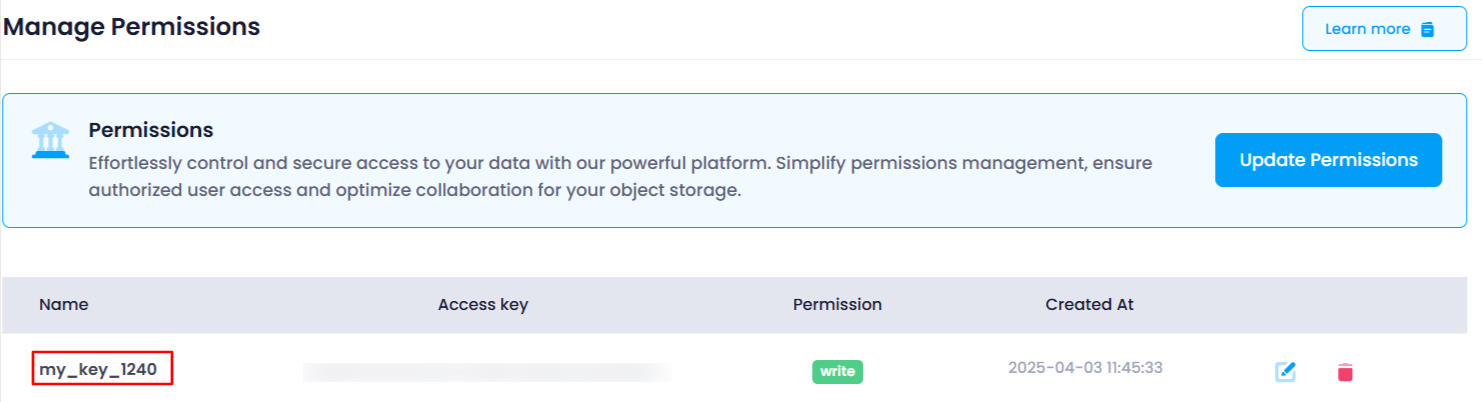 Manage Permissions
Learn more
Permissions
Effortlessly control and secure access to your data with our powerful platform. Simplify permissions management, ensure
authorized user access and optimize collaboration for your object storage.
Update Permissions
Name Access key Permission Created At
my_key_1240 write 2025-04-03 11:45:33